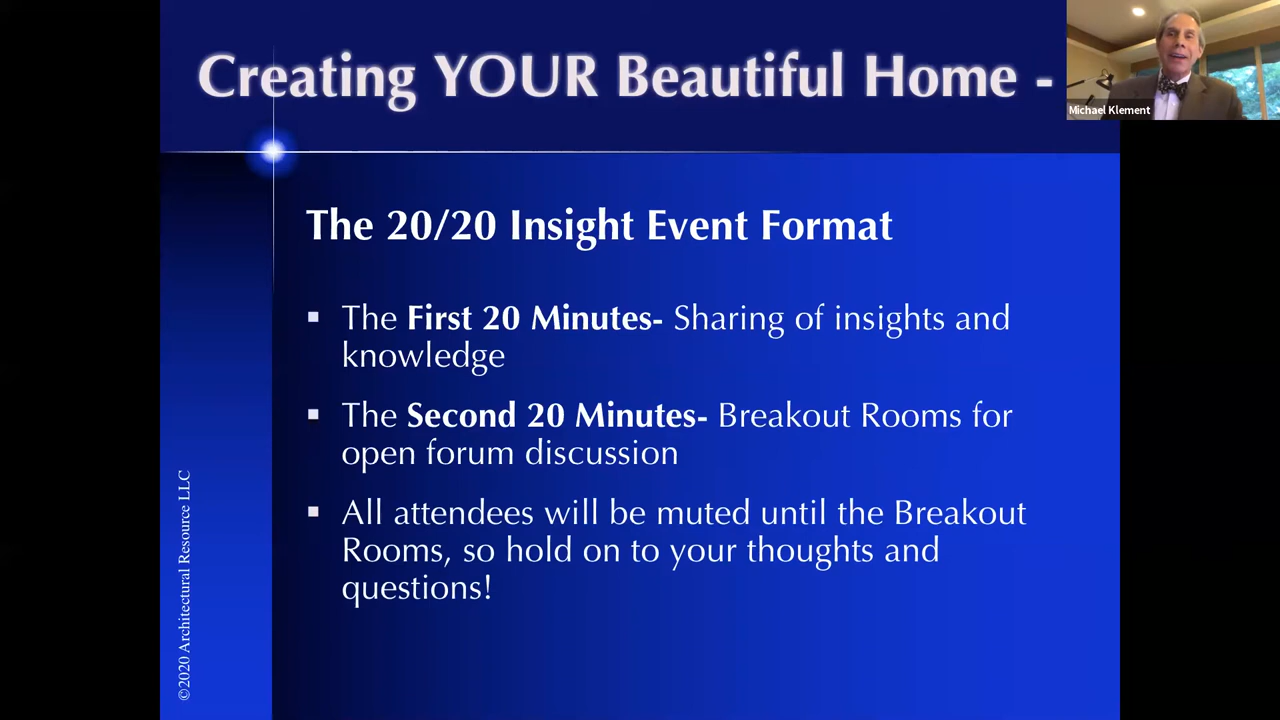 Creating YOUR Beautiful Home -
Michael Klement
The 20/20 Insight Event Format
▪ The First 20 Minutes- Sharing of insights and
knowledge
▪ The Second 20 Minutes- Breakout Rooms for
open forum discussion
▪ All attendees will be muted until the Breakout
Rooms, so hold on to your thoughts and
questions!
©2020 Architectural Resource LLC